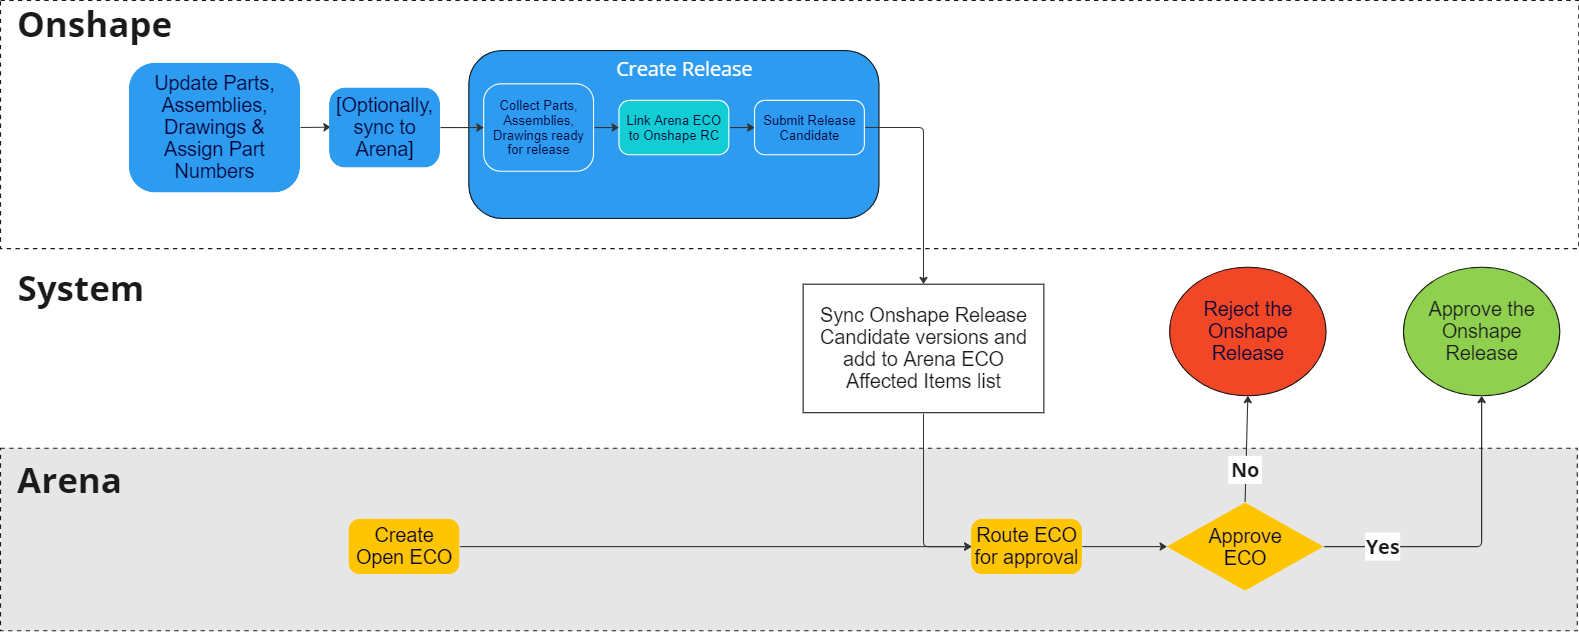 Onshape
Update Parts,
Assemblies,
Drawings &
Assign Part
Numbers
[Optionally,
sync to
Arena]
Create Release
Collect Parts,
Assemblies,
Drawings ready
for release
Link Arena ECO
to Onshape RC
Submit Release
Candidate
System
Sync Onshape Release
Candidate versions and
add to Arena ECO
Affected Items list
Reject the
Onshape
Release
Approve the
Onshape
Release
Arena
Create
Open ECO
Route ECO
for approval
Approve
ECO
No
Yes